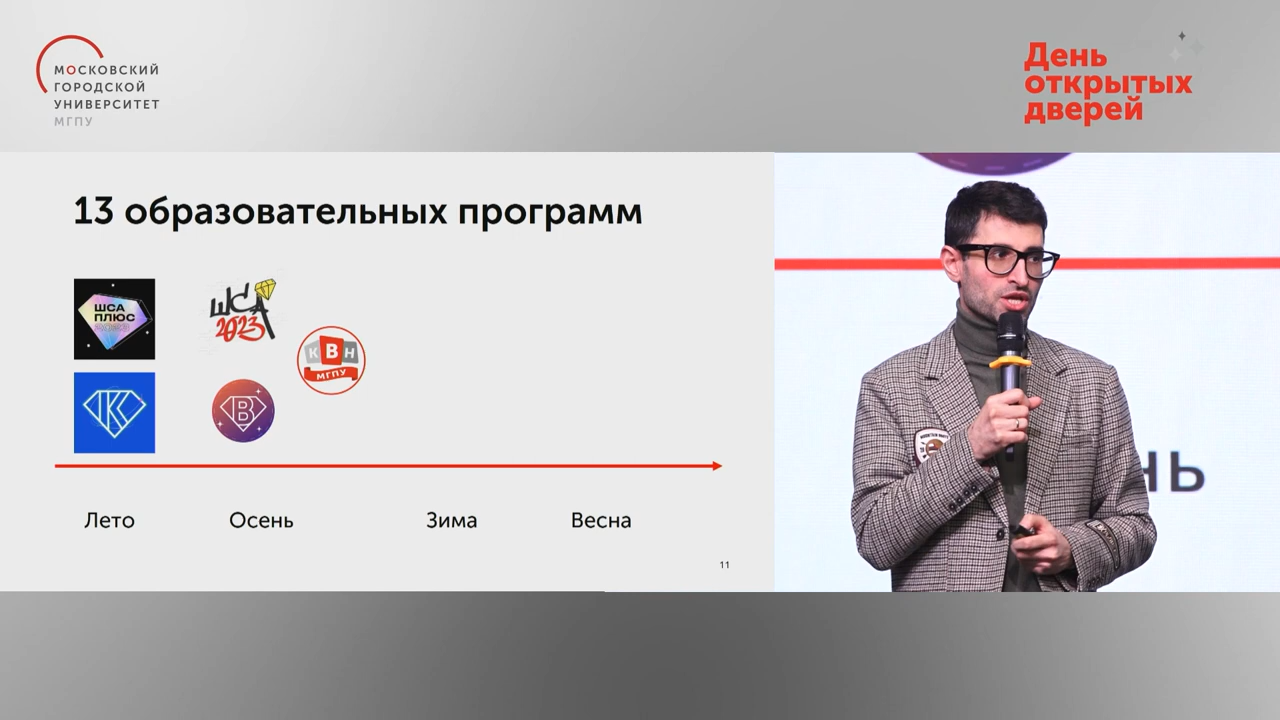 МОСКОВСКИЙ
ГОРОДСКОЙ
УНИВЕРСИТЕТ
МГПУ
День
открытых
дверей
13 образовательных программ
ШСА
ПЛЮС
ШСА
2023
КВН
МГПУ
К
В
Лето
Осень
Зима
Весна
11
нь